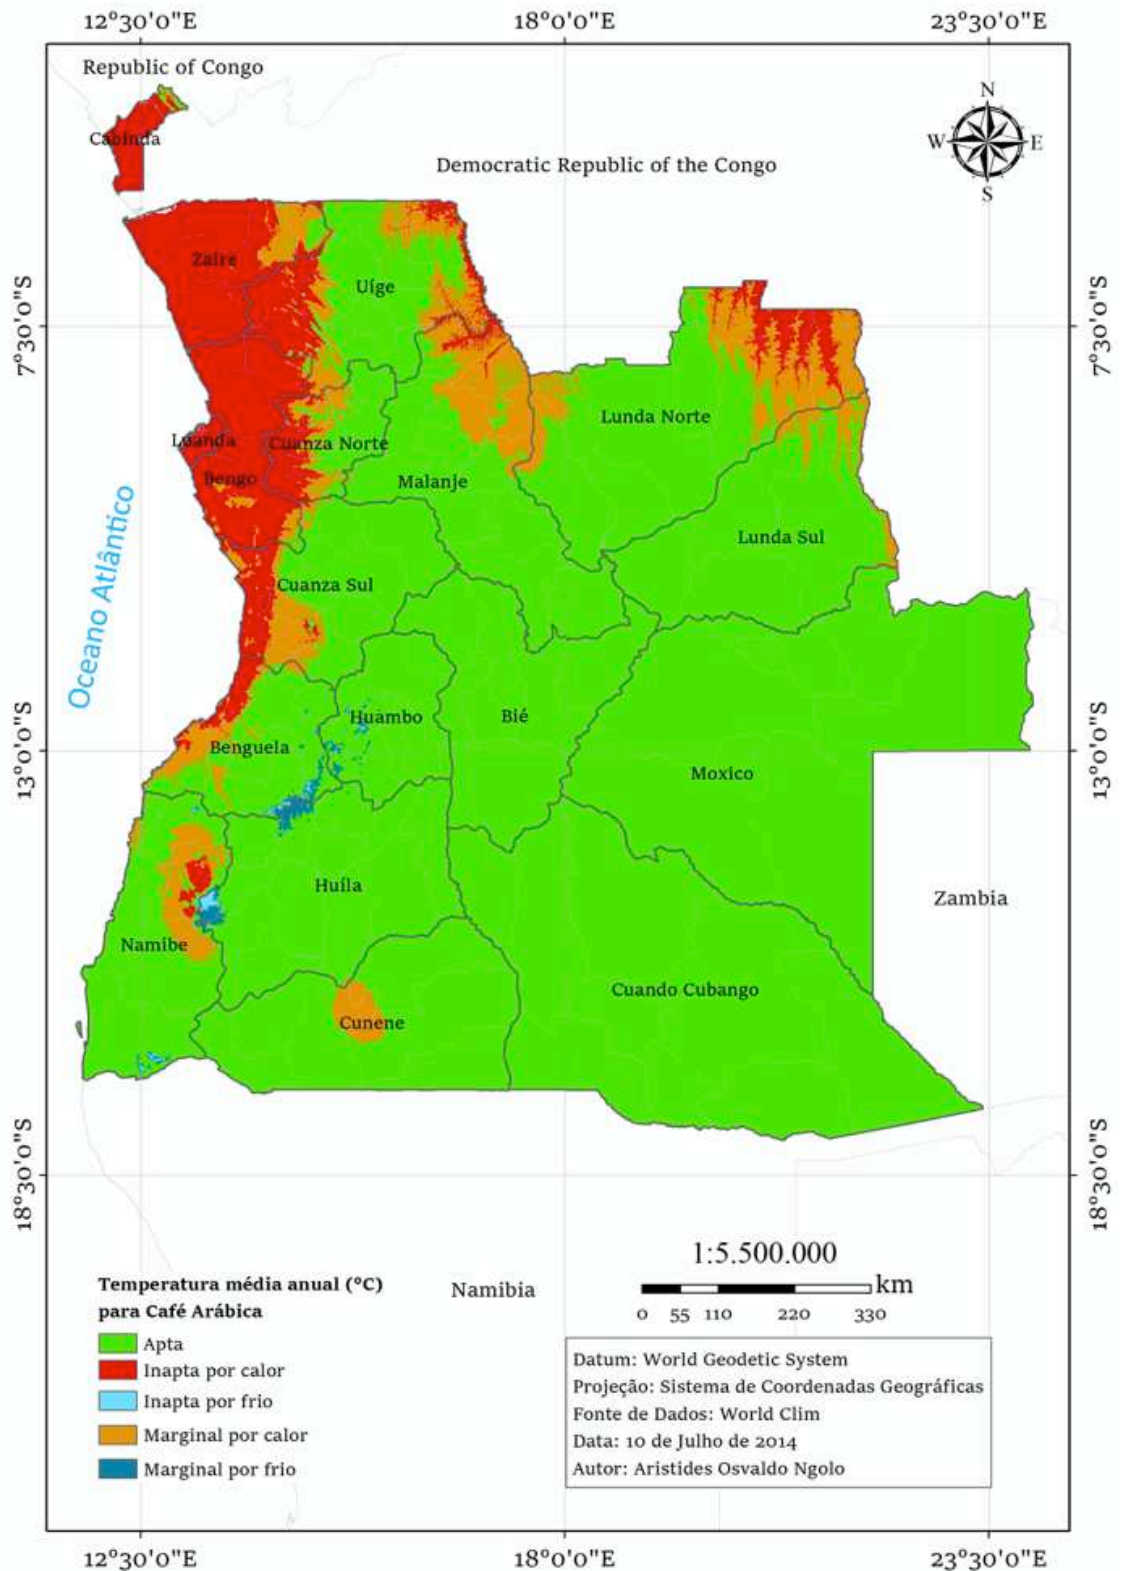 12°30'0"E 18°0'0"E 23°30'0"E
Republic of Congo
N
Cabinda
W E
Democratic Republic of the Congo
S
Zaire
Uíge
7°30'0"S 7°30'0"S
Lunda Norte
Luanda Cuanza Norte
Bengo Malanje
Lunda Sul
Cuanza Sul
Oceano Atlântico
Huambo Bié
Benguela
13°0'0"S 13°0'0"S
Moxico
Huíla
Zambia
Namibe
Cuando Cubango
Cunene
18°30'0"S 18°30'0"S
1:5.500.000
km
0 55 110 220 330
Namibia
Temperatura média anual (ºC)
para Café Arábica
Apta
Inapta por calor
Inapta por frio
Marginal por calor
Marginal por frio
Datum: World Geodetic System
Projeção: Sistema de Coordenadas Geográficas
Fonte de Dados: World Clim
Data: 10 de Julho de 2014
Autor: Aristides Osvaldo Ngolo
12°30'0"E 18°0'0"E 23°30'0"E